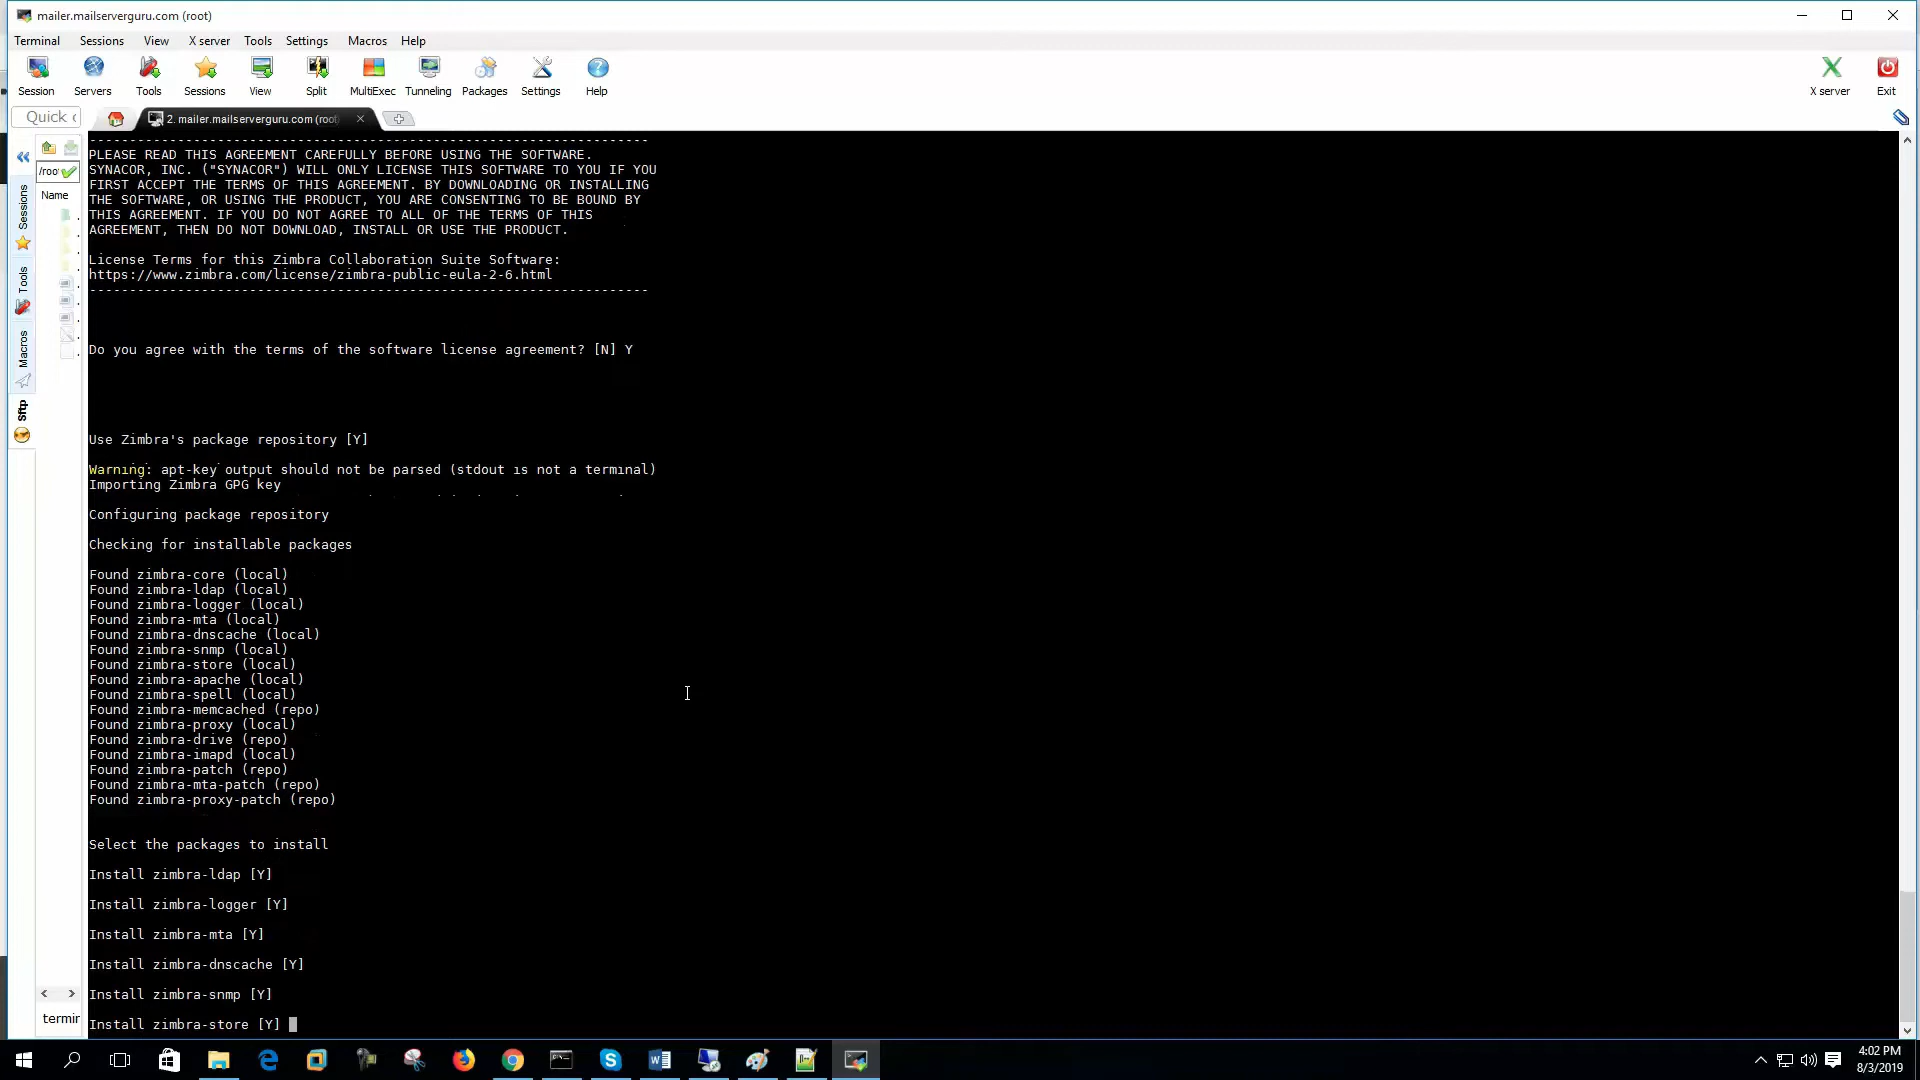 mailer.mailserverguru.com (root)
Terminal Sessions View X server Tools Settings Macros Help
Session Servers Tools Sessions View Split MultiExec Tunneling Packages Settings Help X server Exit
Quick c
2. mailer.mailserverguru.com (root
/roo
Name
Sessions
Tools
Macros
Sftp
termir
PLEASE READ THIS AGREEMENT CAREFULLY BEFORE USING THE SOFTWARE.
SYNACOR, INC. ("SYNACOR") WILL ONLY LICENSE THIS SOFTWARE TO YOU IF YOU
FIRST ACCEPT THE TERMS OF THIS AGREEMENT. BY DOWNLOADING OR INSTALLING
THE SOFTWARE, OR USING THE PRODUCT, YOU ARE CONSENTING TO BE BOUND BY
THIS AGREEMENT. IF YOU DO NOT AGREE TO ALL OF THE TERMS OF THIS
AGREEMENT, THEN DO NOT DOWNLOAD, INSTALL OR USE THE PRODUCT.
License Terms for this Zimbra Collaboration Suite Software:
https://www.zimbra.com/license/zimbra-public-eula-2-6.html
Do you agree with the terms of the software license agreement? [N] Y
Use Zimbra's package repository [Y]
Warning: apt-key output should not be parsed (stdout is not a terminal)
Importing Zimbra GPG key
Configuring package repository
Checking for installable packages
Found zimbra-core (local)
Found zimbra-ldap (local)
Found zimbra-logger (local)
Found zimbra-mta (local)
Found zimbra-dnscache (local)
Found zimbra-snmp (local)
Found zimbra-store (local)
Found zimbra-apache (local)
Found zimbra-spell (local)
Found zimbra-memcached (repo)
Found zimbra-proxy (local)
Found zimbra-drive (repo)
Found zimbra-imapd (local)
Found zimbra-patch (repo)
Found zimbra-mta-patch (repo)
Found zimbra-proxy-patch (repo)
Select the packages to install
Install zimbra-ldap [Y]
Install zimbra-logger [Y]
Install zimbra-mta [Y]
Install zimbra-dnscache [Y]
Install zimbra-snmp [Y]
Install zimbra-store [Y]
4:02 PM
8/3/2019